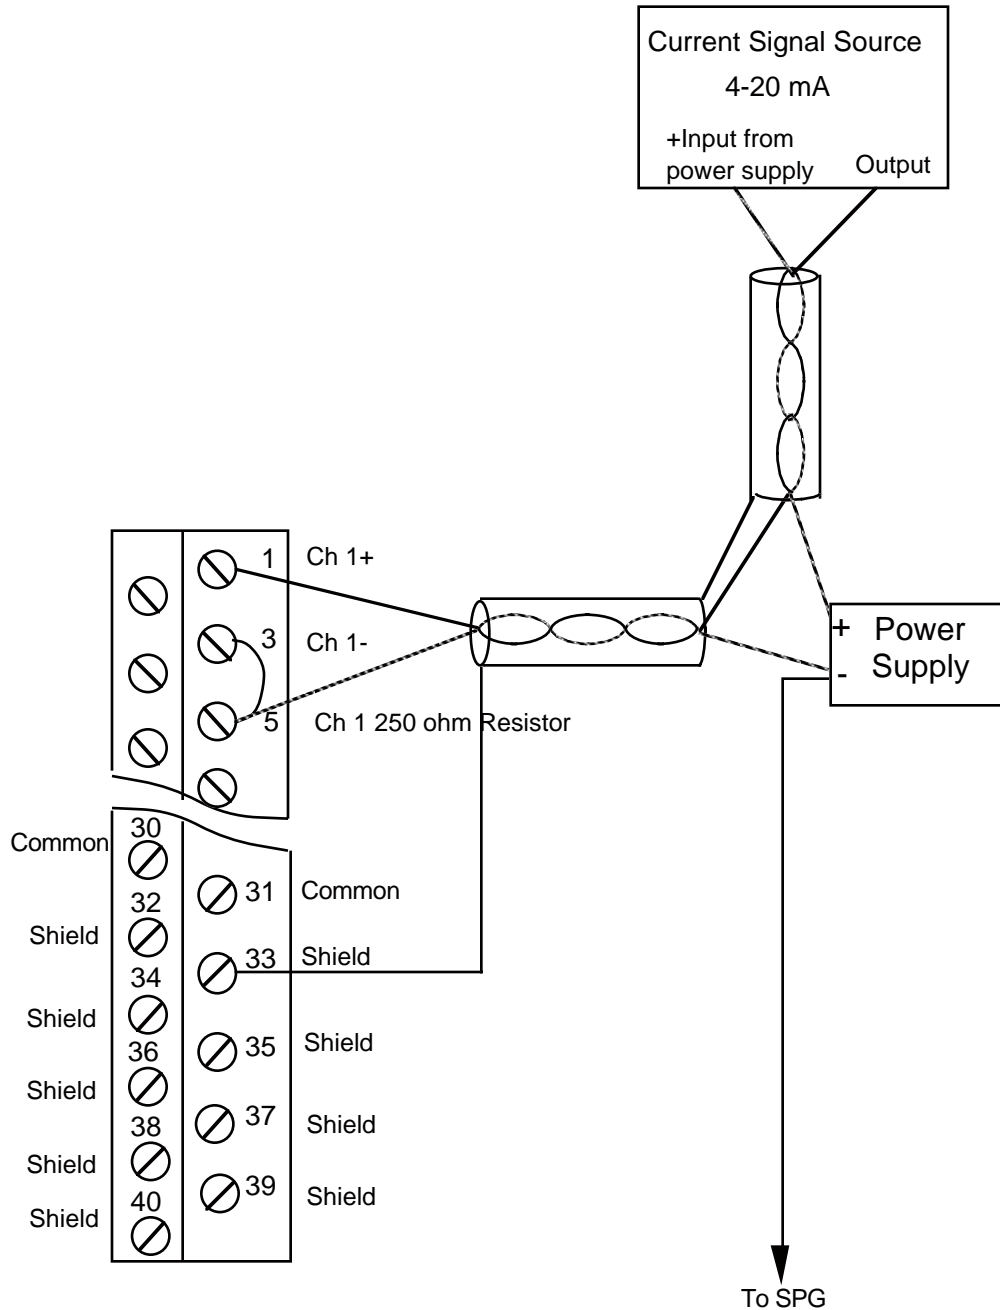 Current Signal Source
4-20 mA
+Input from
power supply
Output
1
Ch 1+
3
Ch 1-
5
Ch 1 250 ohm Resistor
+
-
Power
Supply
30
Common
31
Common
32
Shield
33
Shield
34
Shield
35
Shield
36
Shield
37
Shield
38
Shield
39
Shield
40
Shield
To SPG